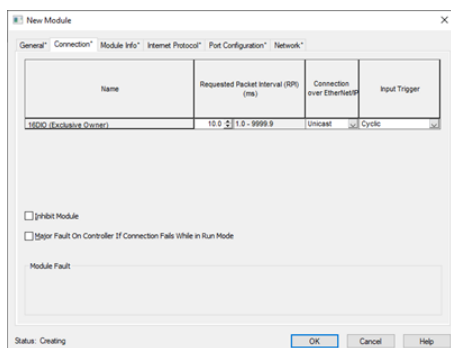 New Module
General* Connection* Module Info* Internet Protocol* Port Configuration* Network*
Name Requested Packet Interval (RPI) (ms) Connection over EtherNet/IP Input Trigger
16DIO (Exclusive Owner) 10.0 1.0 - 9999.9 Unicast Cyclic
Inhibit Module
Major Fault On Controller If Connection Fails While in Run Mode
Module Fault
Status: Creating OK Cancel Help